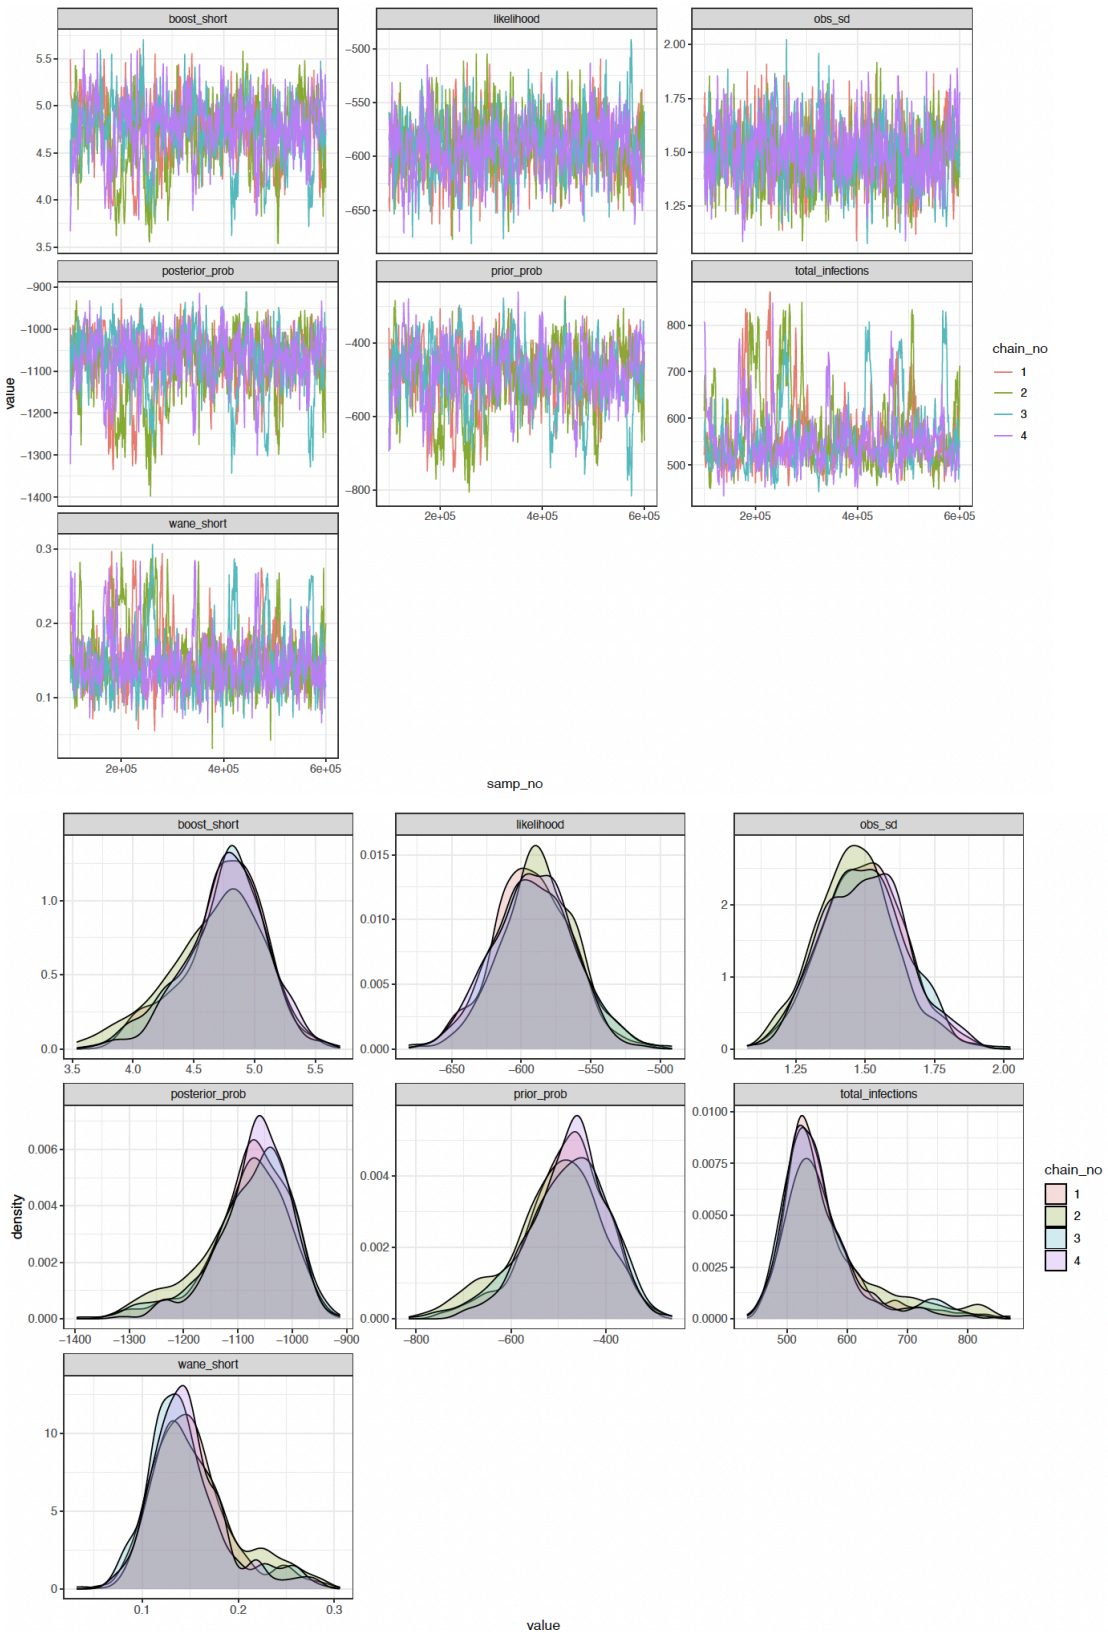 boost_short
likelihood
obs_sd
5.5
5.0
4.5
4.0
3.5
−500
−550
−600
−650
2.00
1.75
1.50
1.25
posterior_prob
prior_prob
total_infections
−900
−1000
−1100
−1200
−1300
−1400
−400
−600
−800
800
700
600
500
2e+05 4e+05 6e+05
2e+05 4e+05 6e+05
value
chain_no
1
2
3
4
wane_short
0.3
0.2
0.1
2e+05 4e+05 6e+05
samp_no
boost_short
likelihood
obs_sd
1.0
0.5
0.0
3.5 4.0 4.5 5.0 5.5
0.015
0.010
0.005
0.000
−650 −600 −550 −500
2
1
0
1.25 1.50 1.75 2.00
posterior_prob
prior_prob
total_infections
0.006
0.004
0.002
0.000
−1400 −1300 −1200 −1100 −1000 −900
0.004
0.002
0.000
−800 −600 −400
0.0100
0.0075
0.0050
0.0025
0.0000
500 600 700 800
density
chain_no
1
2
3
4
wane_short
10
5
0
0.1 0.2 0.3
value